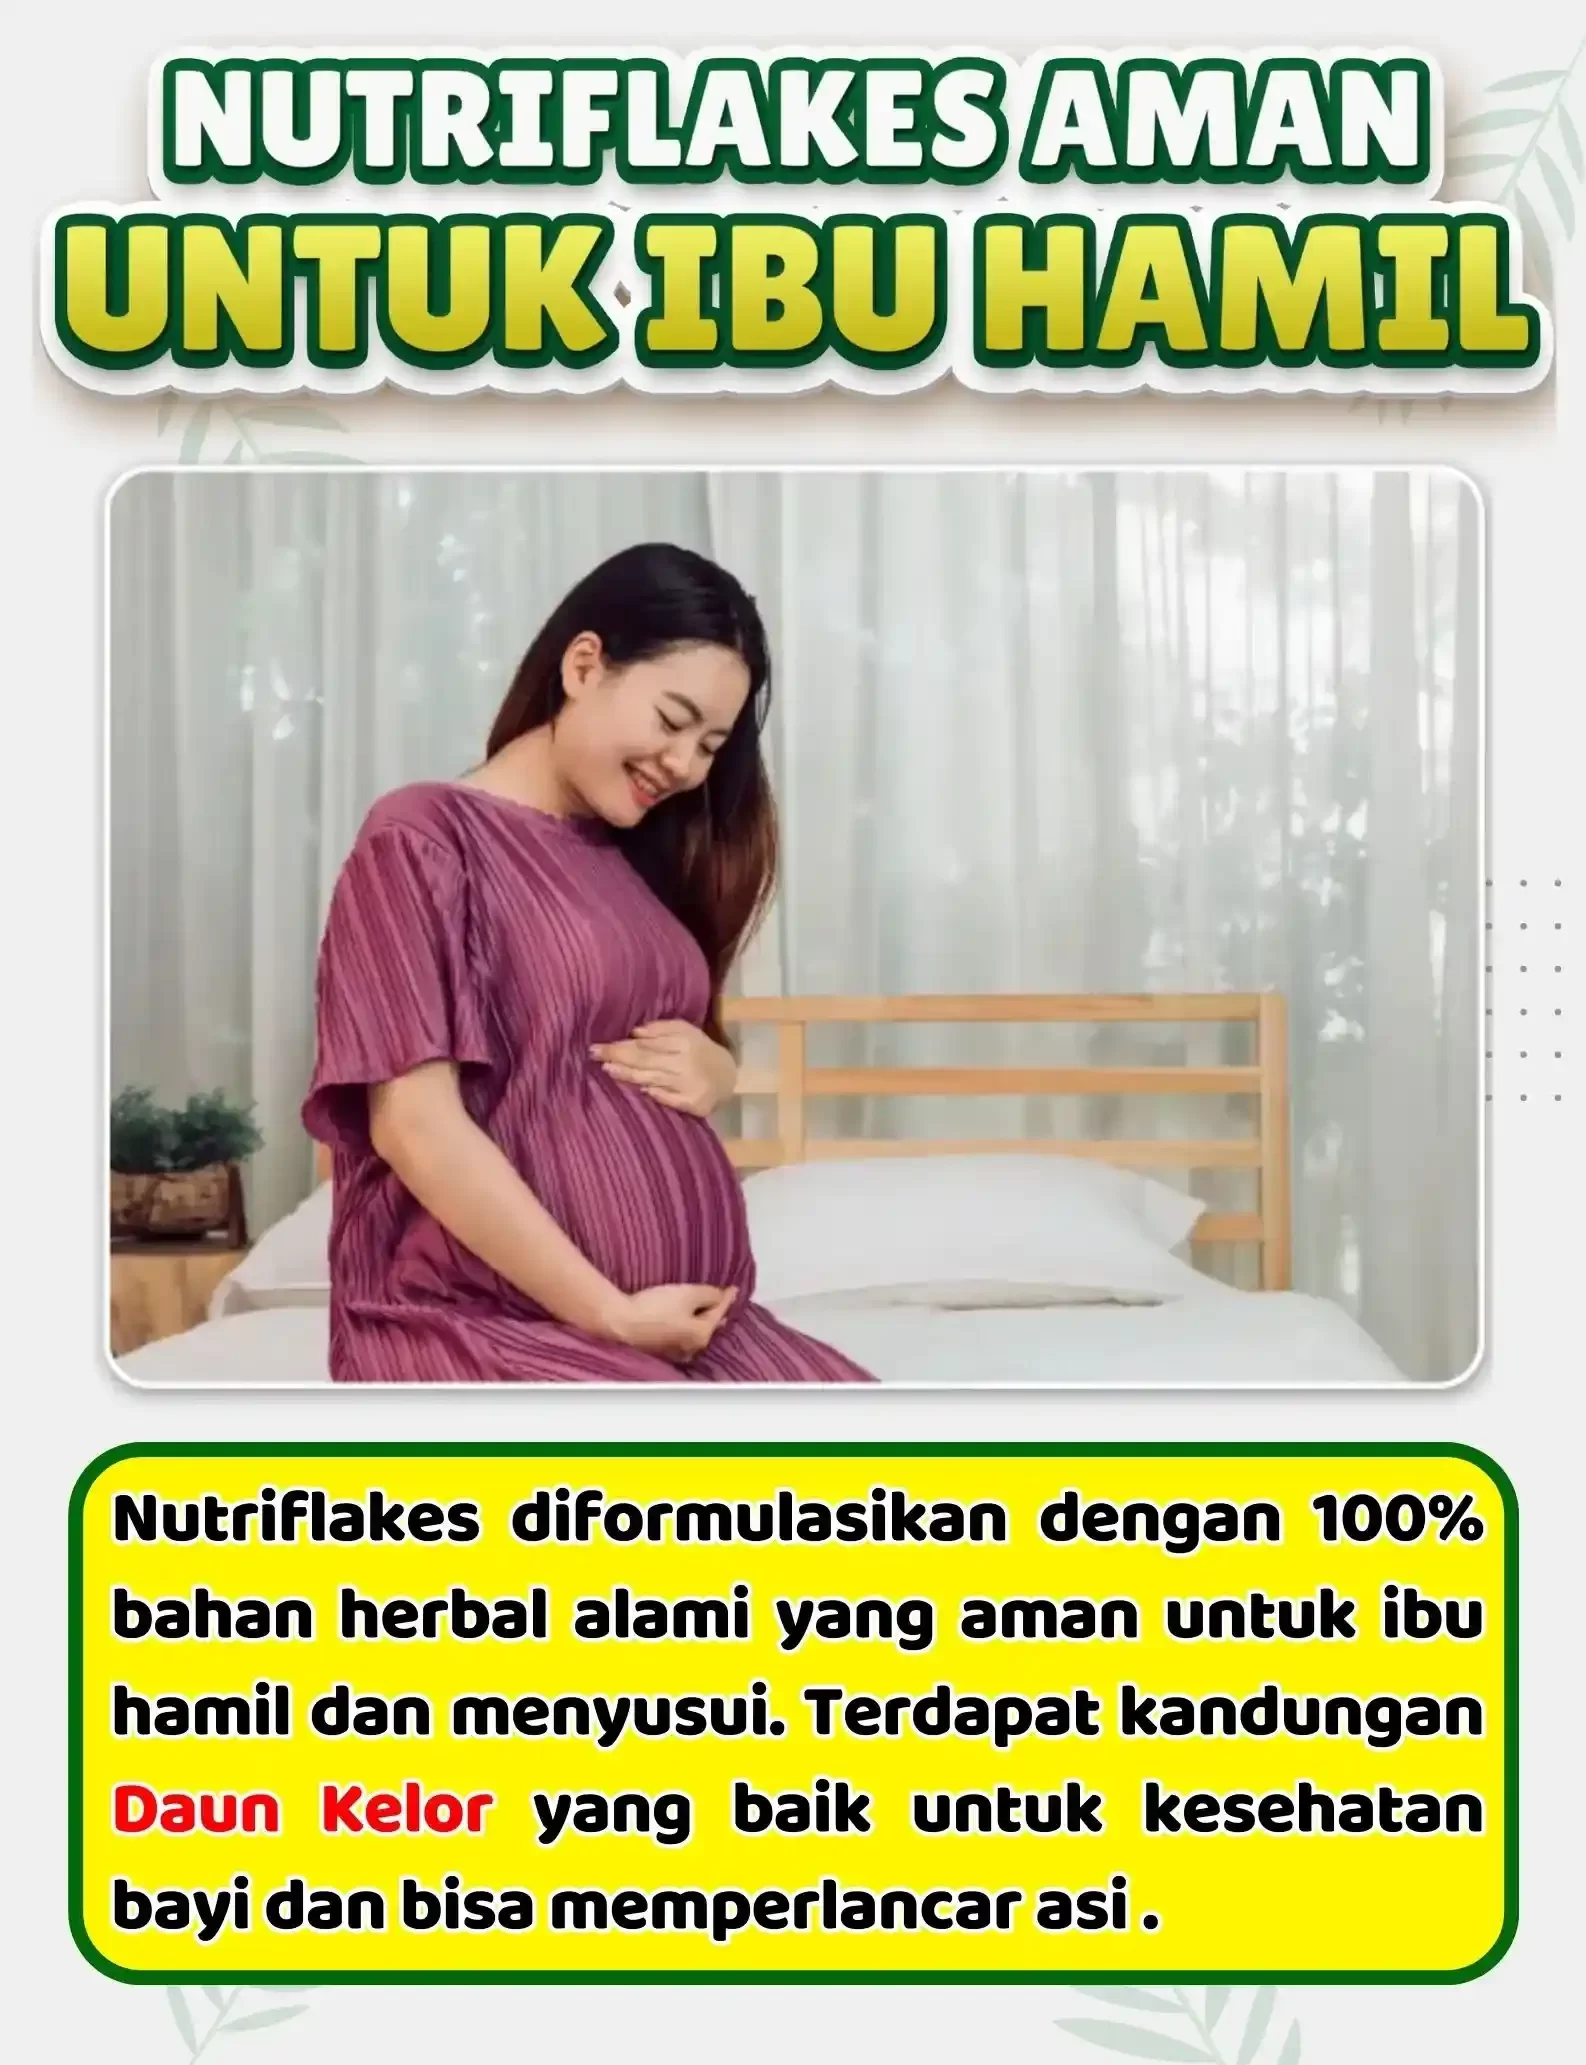 NUTRIFLAKES AMAN
UNTUK IBU HAMIL
Nutriflakes diformulasikan dengan 100%
bahan herbal alami yang aman untuk ibu
hamil dan menyusui. Terdapat kandungan
Daun Kelor yang baik untuk kesehatan
bayi dan bisa memperlancar asi .